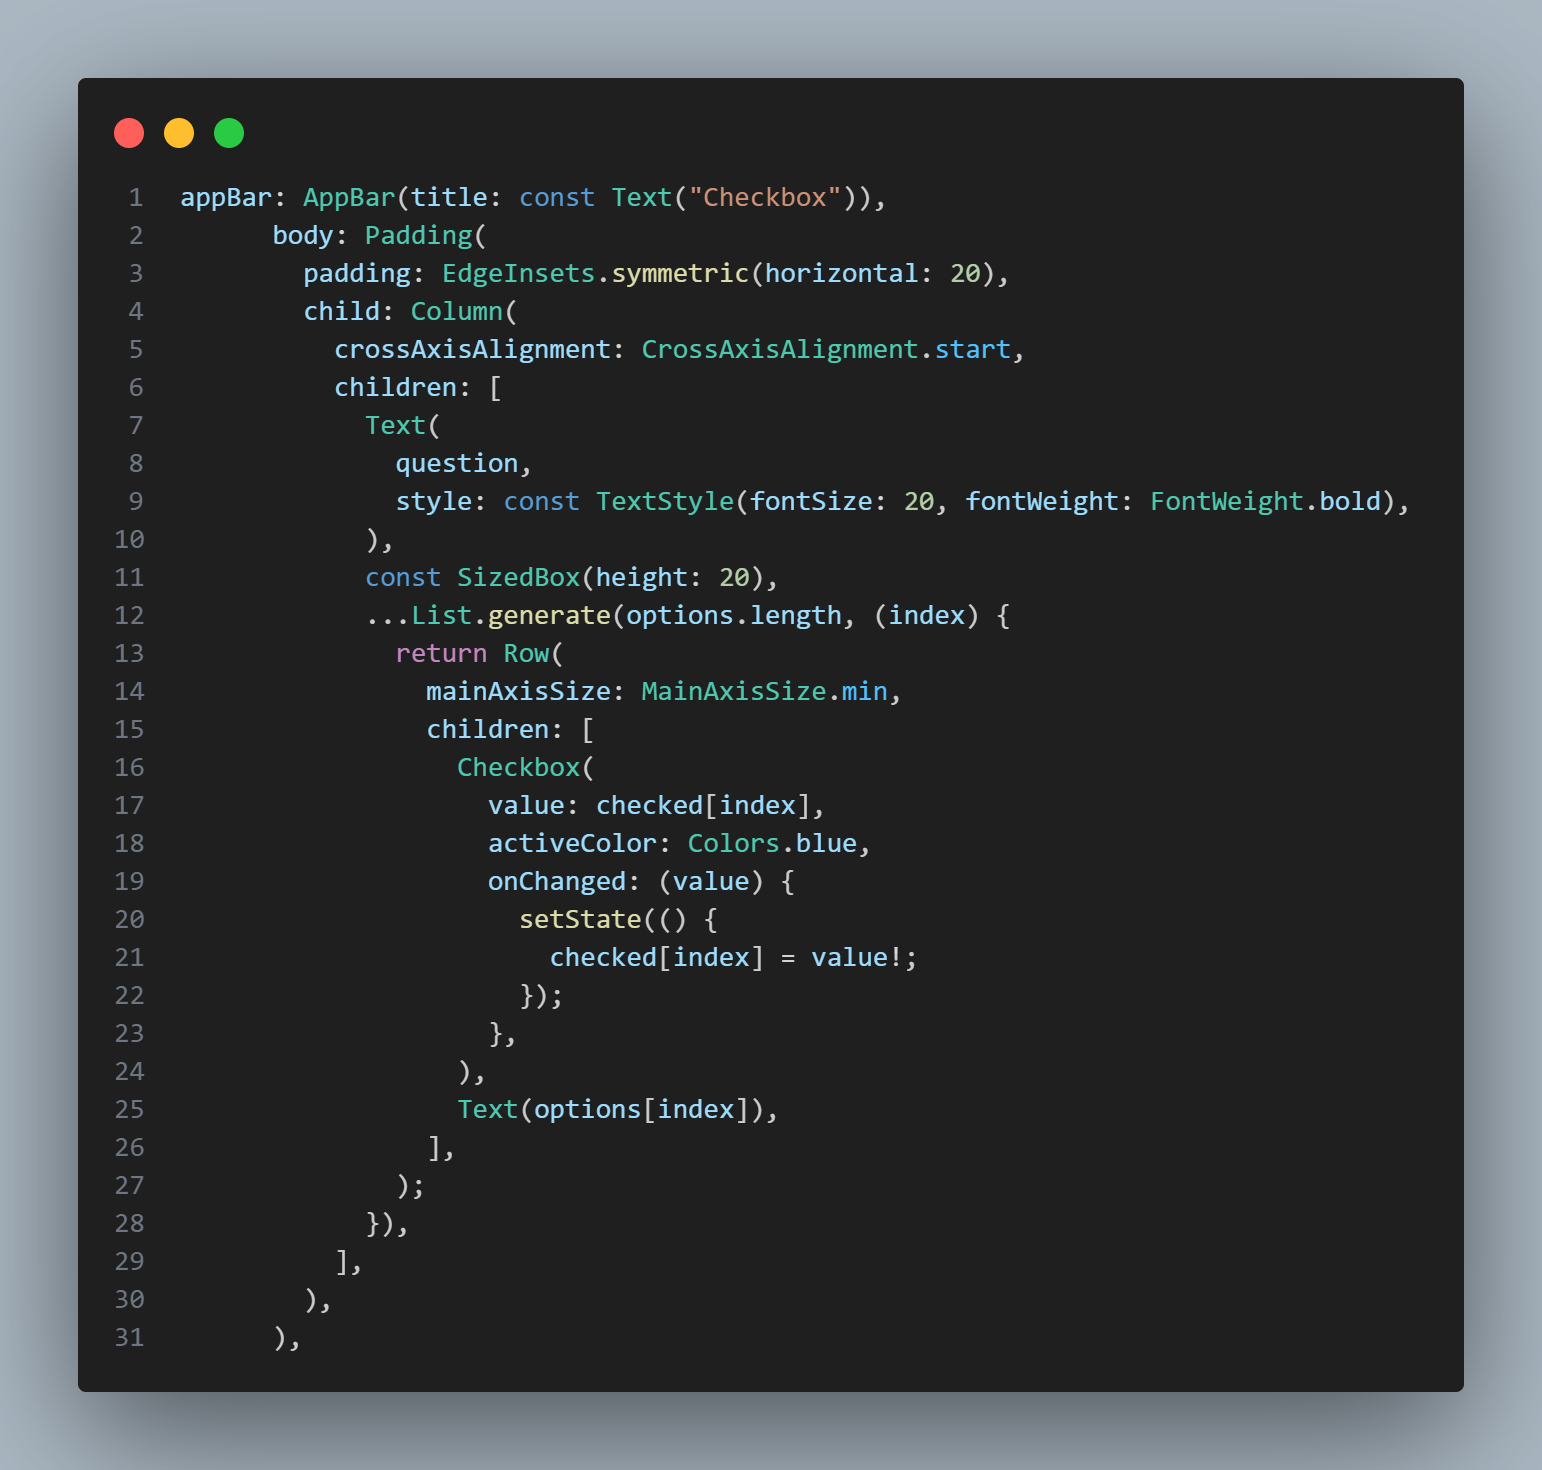 1 appBar: AppBar(title: const Text("Checkbox")),
2       body: Padding(
3         padding: EdgeInsets.symmetric(horizontal: 20),
4         child: Column(
5           crossAxisAlignment: CrossAxisAlignment.start,
6           children: [
7             Text(
8               question,
9               style: const TextStyle(fontSize: 20, fontWeight: FontWeight.bold),
10             ),
11             const SizedBox(height: 20),
12             ...List.generate(options.length, (index) {
13               return Row(
14                 mainAxisSize: MainAxisSize.min,
15                 children: [
16                   Checkbox(
17                     value: checked[index],
18                     activeColor: Colors.blue,
19                     onChanged: (value) {
20                       setState(() {
21                         checked[index] = value!;
22                       });
23                     },
24                   ),
25                   Text(options[index]),
26                 ],
27               );
28             }),
29           ],
30         ),
31       ),